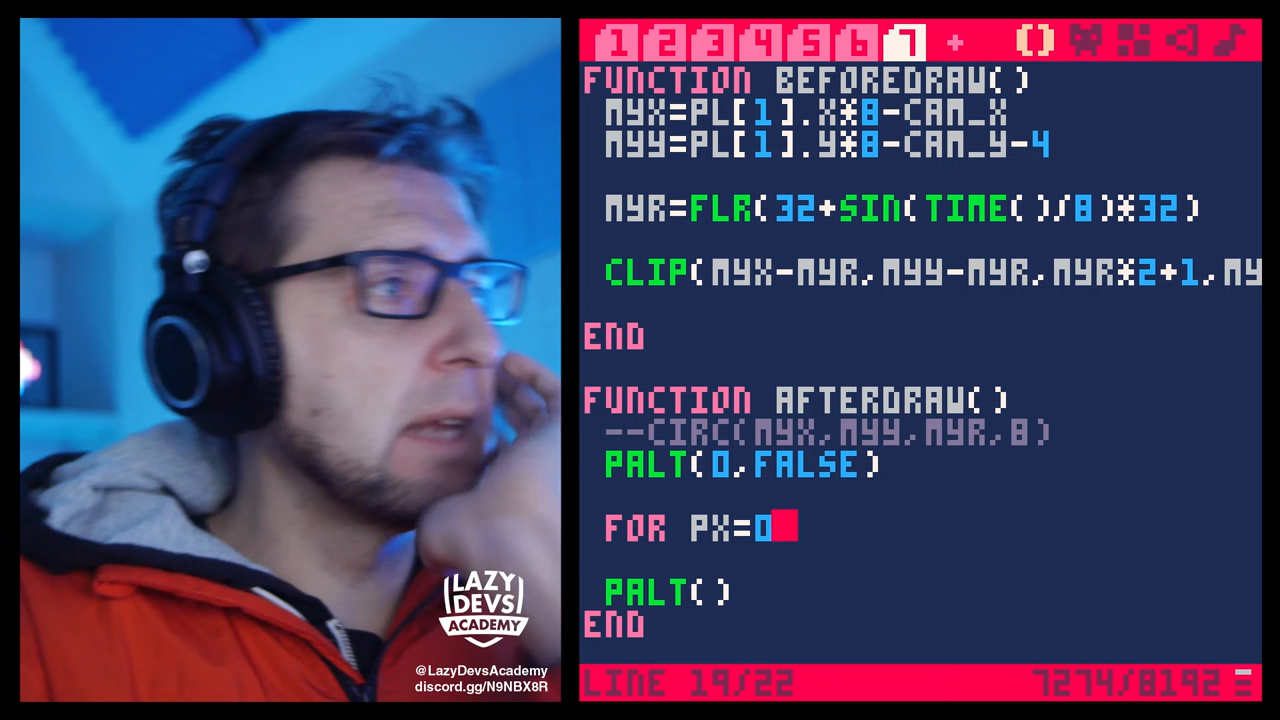 1 2 3 4 5 6 7 + ()
FUNCTION BEFOREDRAW()
MYX=PL[1].X*8-CAM_X
MYY=PL[1].Y*8-CAM_Y-4
MYR=FLR(32+SIN(TIME()/8)*32)
CLIP(MYX-MYR,MYY-MYR,MYR*2+1,MY
END
FUNCTION AFTERDRAW()
--CIRC(MYX,MYY,MYR,8)
PALT(0,FALSE)
FOR PX=0
PALT()
END
LINE 19/22 7274/8192
LAZY
DEVS
ACADEMY
@LazyDevsAcademy
discord.gg/N9NBX8R